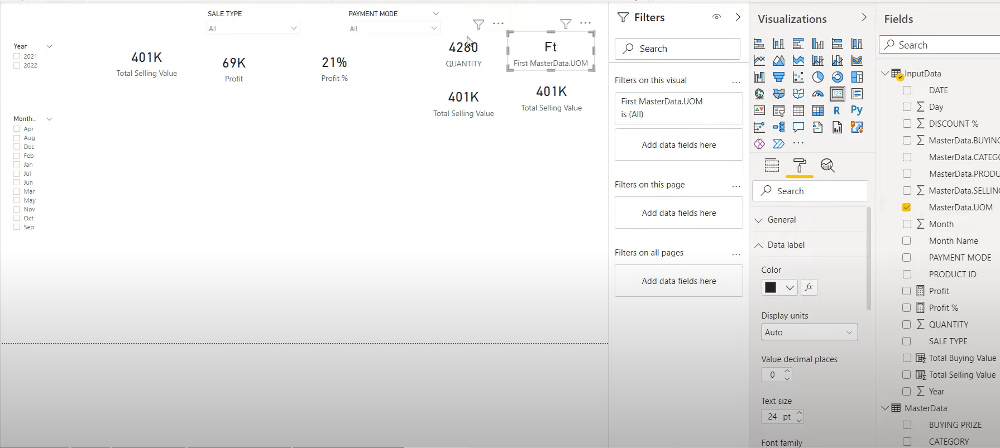 SALE TYPE
All
PAYMENT MODE
All
Year
2021
2022
401K
Total Selling Value
69K
Profit
21%
Profit %
4280
QUANTITY
Ft
First MasterData.UOM
401K
Total Selling Value
401K
Total Selling Value
Month...
Apr
Aug
Dec
Feb
Jan
Jul
Jun
Mar
May
Nov
Oct
Sep
Filters
Search
Filters on this visual
...
First MasterData.UOM
is (All)
Add data fields here
Filters on this page
...
Add data fields here
Filters on all pages
...
Add data fields here
Visualizations
123
R
Py
...
Search
General
Data label
Color
fx
Display units
Auto
Value decimal places
0
Text size
24 pt
Font family
Fields
Search
InputData
DATE
Σ Day
Σ DISCOUNT %
Σ MasterData.BUYING
MasterData.CATEGO
MasterData.PRODU
Σ MasterData.SELLING
MasterData.UOM
Σ Month
Month Name
PAYMENT MODE
PRODUCT ID
Profit
Profit %
Σ QUANTITY
SALE TYPE
Total Buying Value
Total Selling Value
Σ Year
MasterData
BUYING PRIZE
CATEGORY